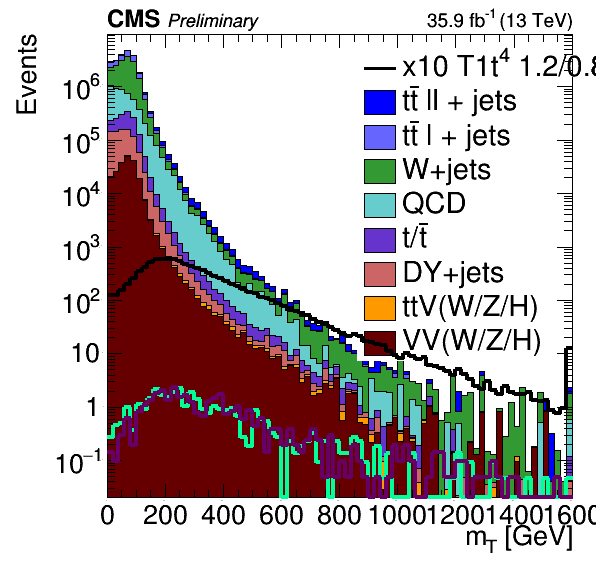 CMS Preliminary 35.9 fb⁻¹ (13 TeV)
Events
x10 T1t⁴ 1.2/0.8
tt̄ ll + jets
tt̄ l + jets
W+jets
QCD
t/t̄
DY+jets
ttV(W/Z/H)
VV(W/Z/H)
10⁶
10⁵
10⁴
10³
10²
10
1
10⁻¹
0 200 400 600 800 1000 1200 1400 1600
m_T [GeV]